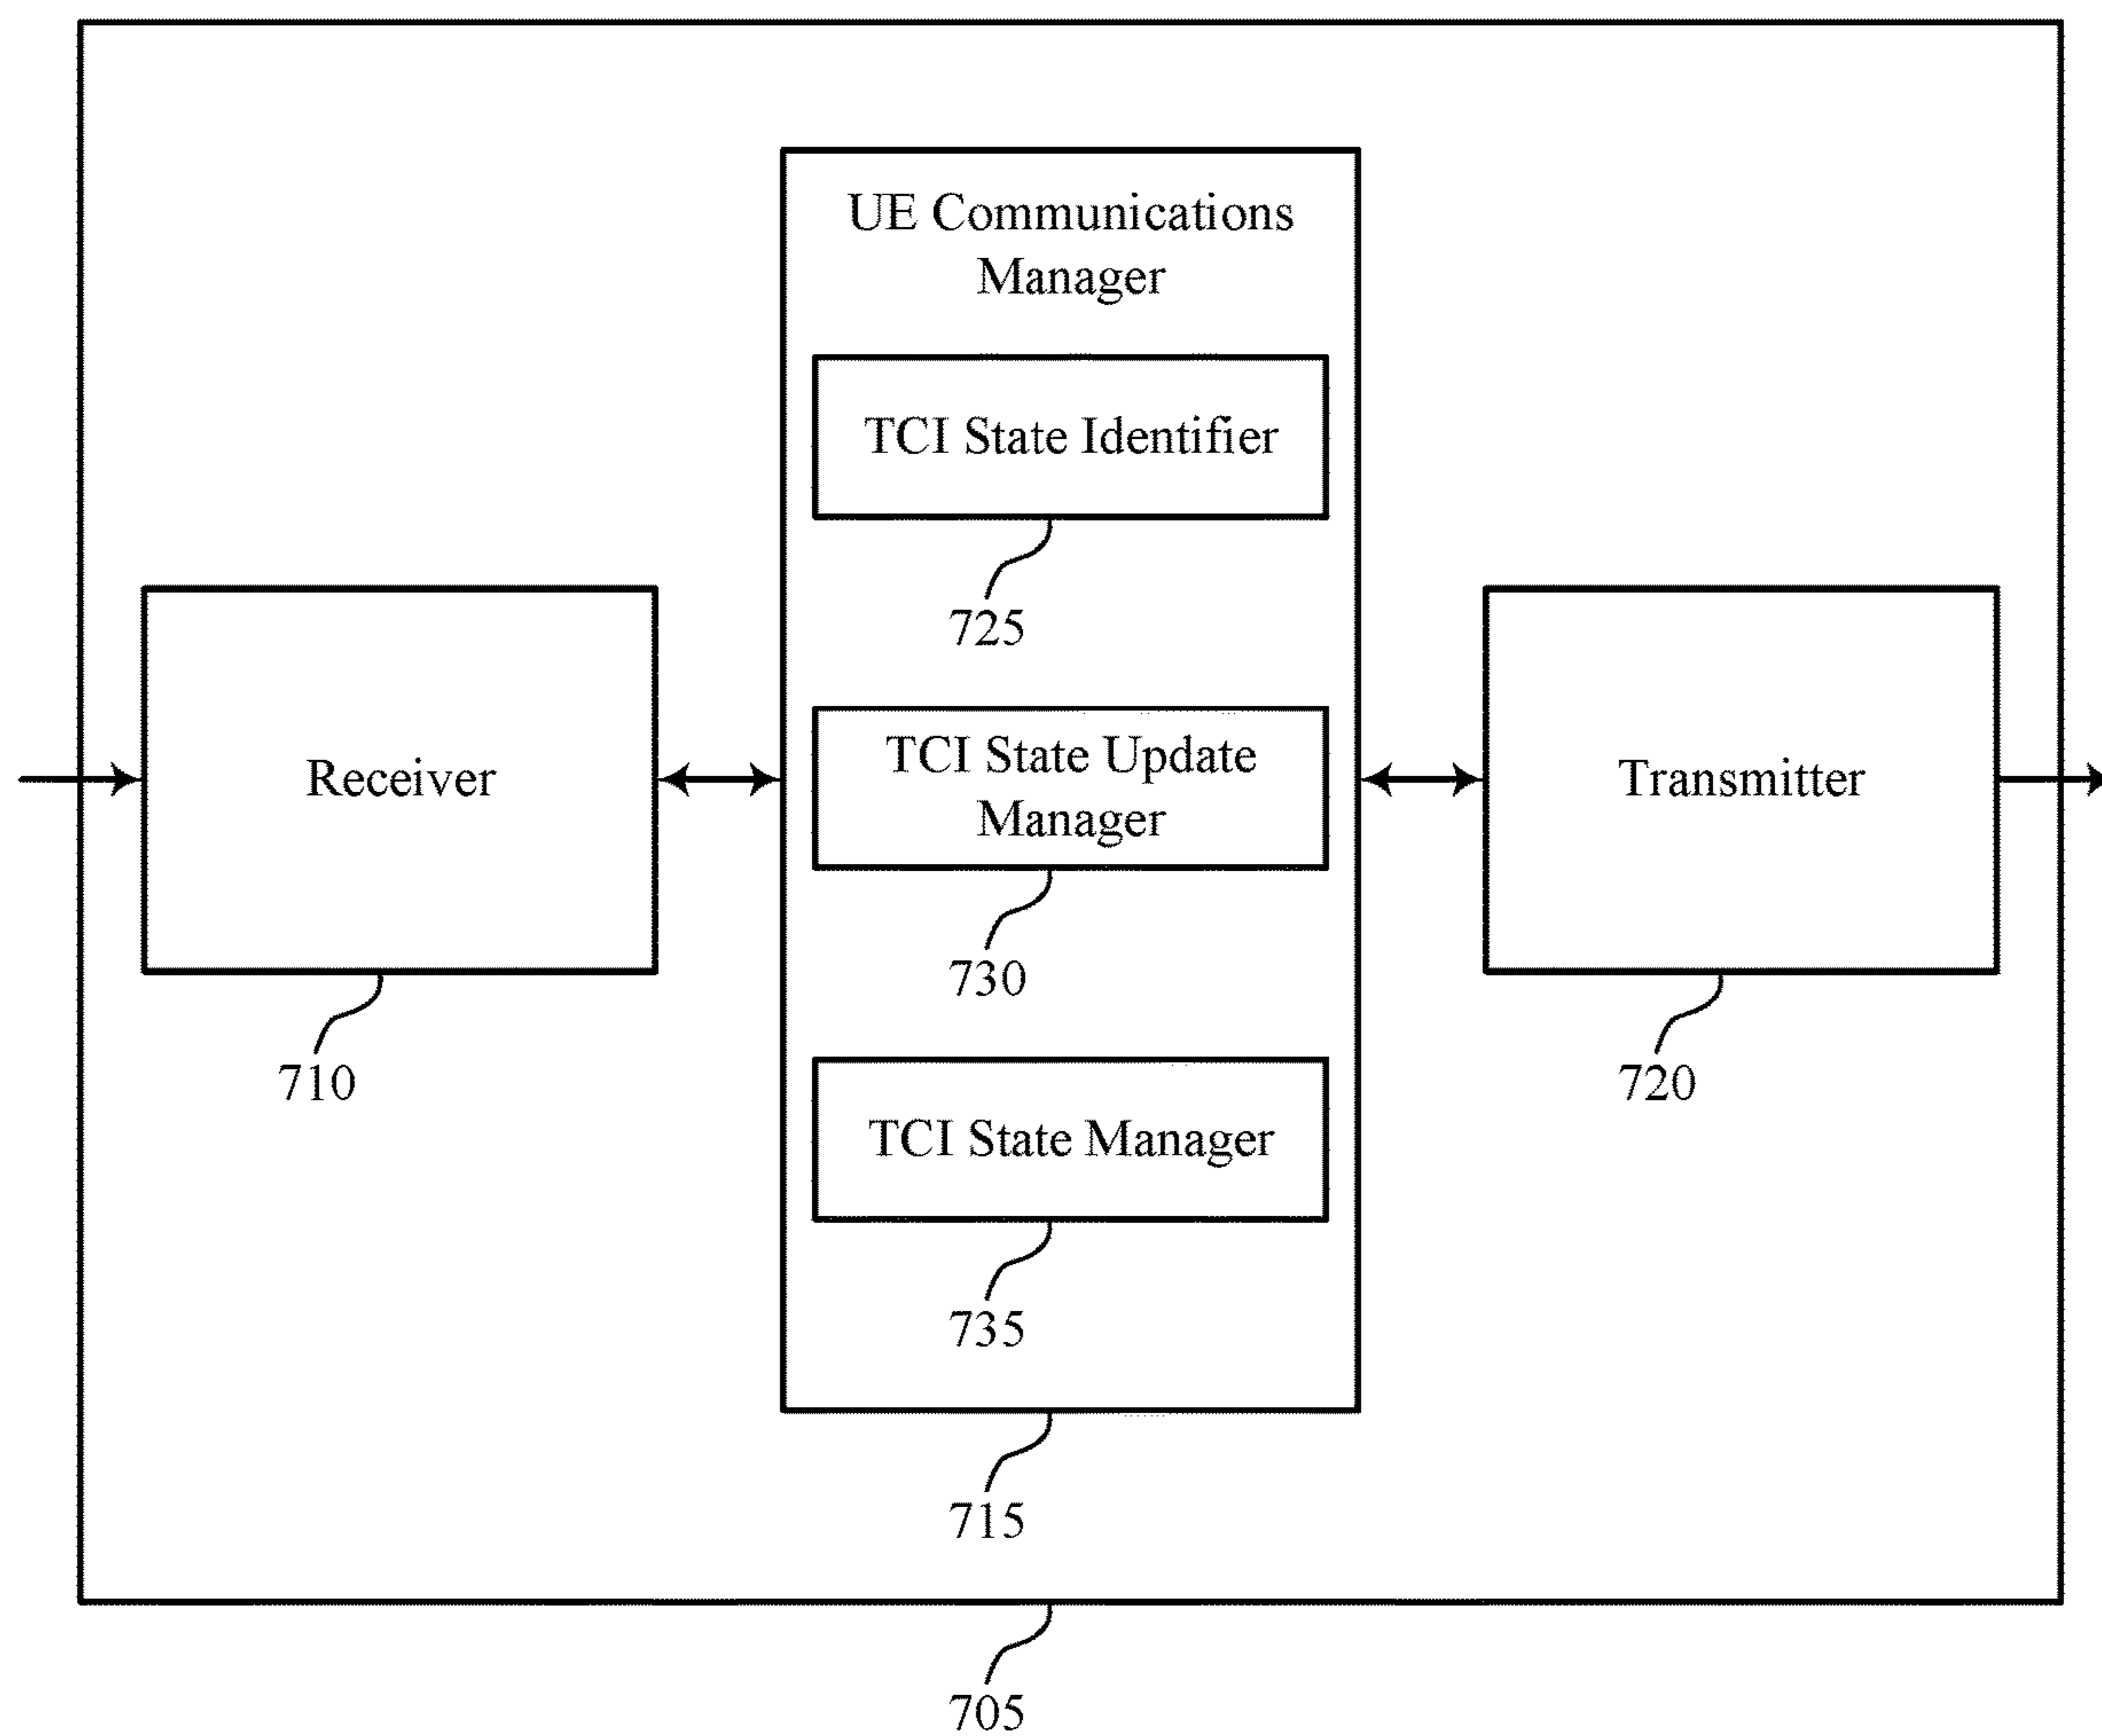 UE Communications
Manager
TCI State Identifier
725
Receiver
710
TCI State Update
Manager
730
Transmitter
720
TCI State Manager
735
715
705